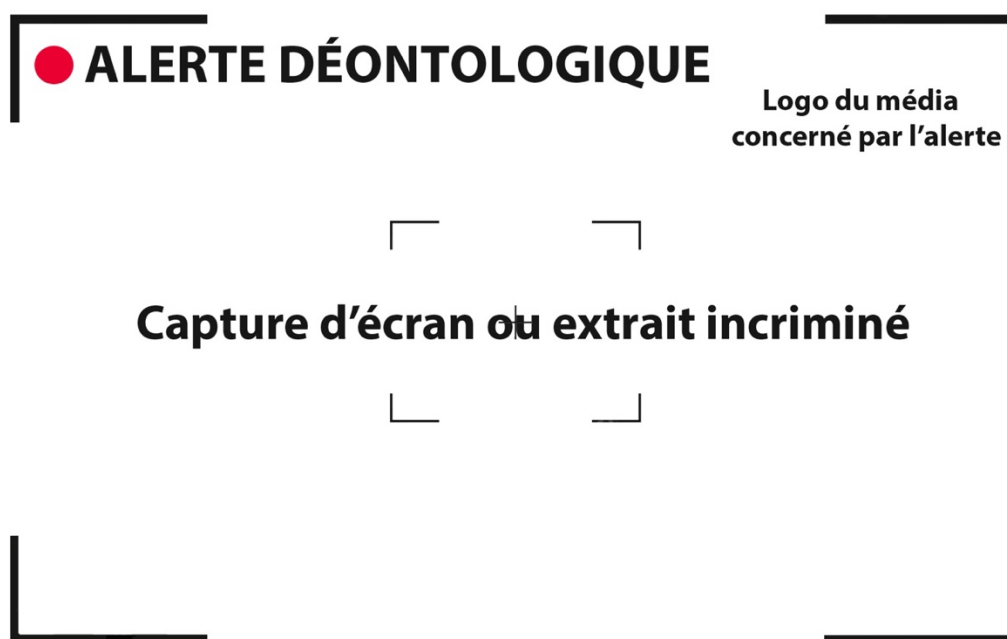 ALERTE DÉONTOLOGIQUE
Logo du média
concerné par l’alerte
Capture d’écran ou extrait incriminé